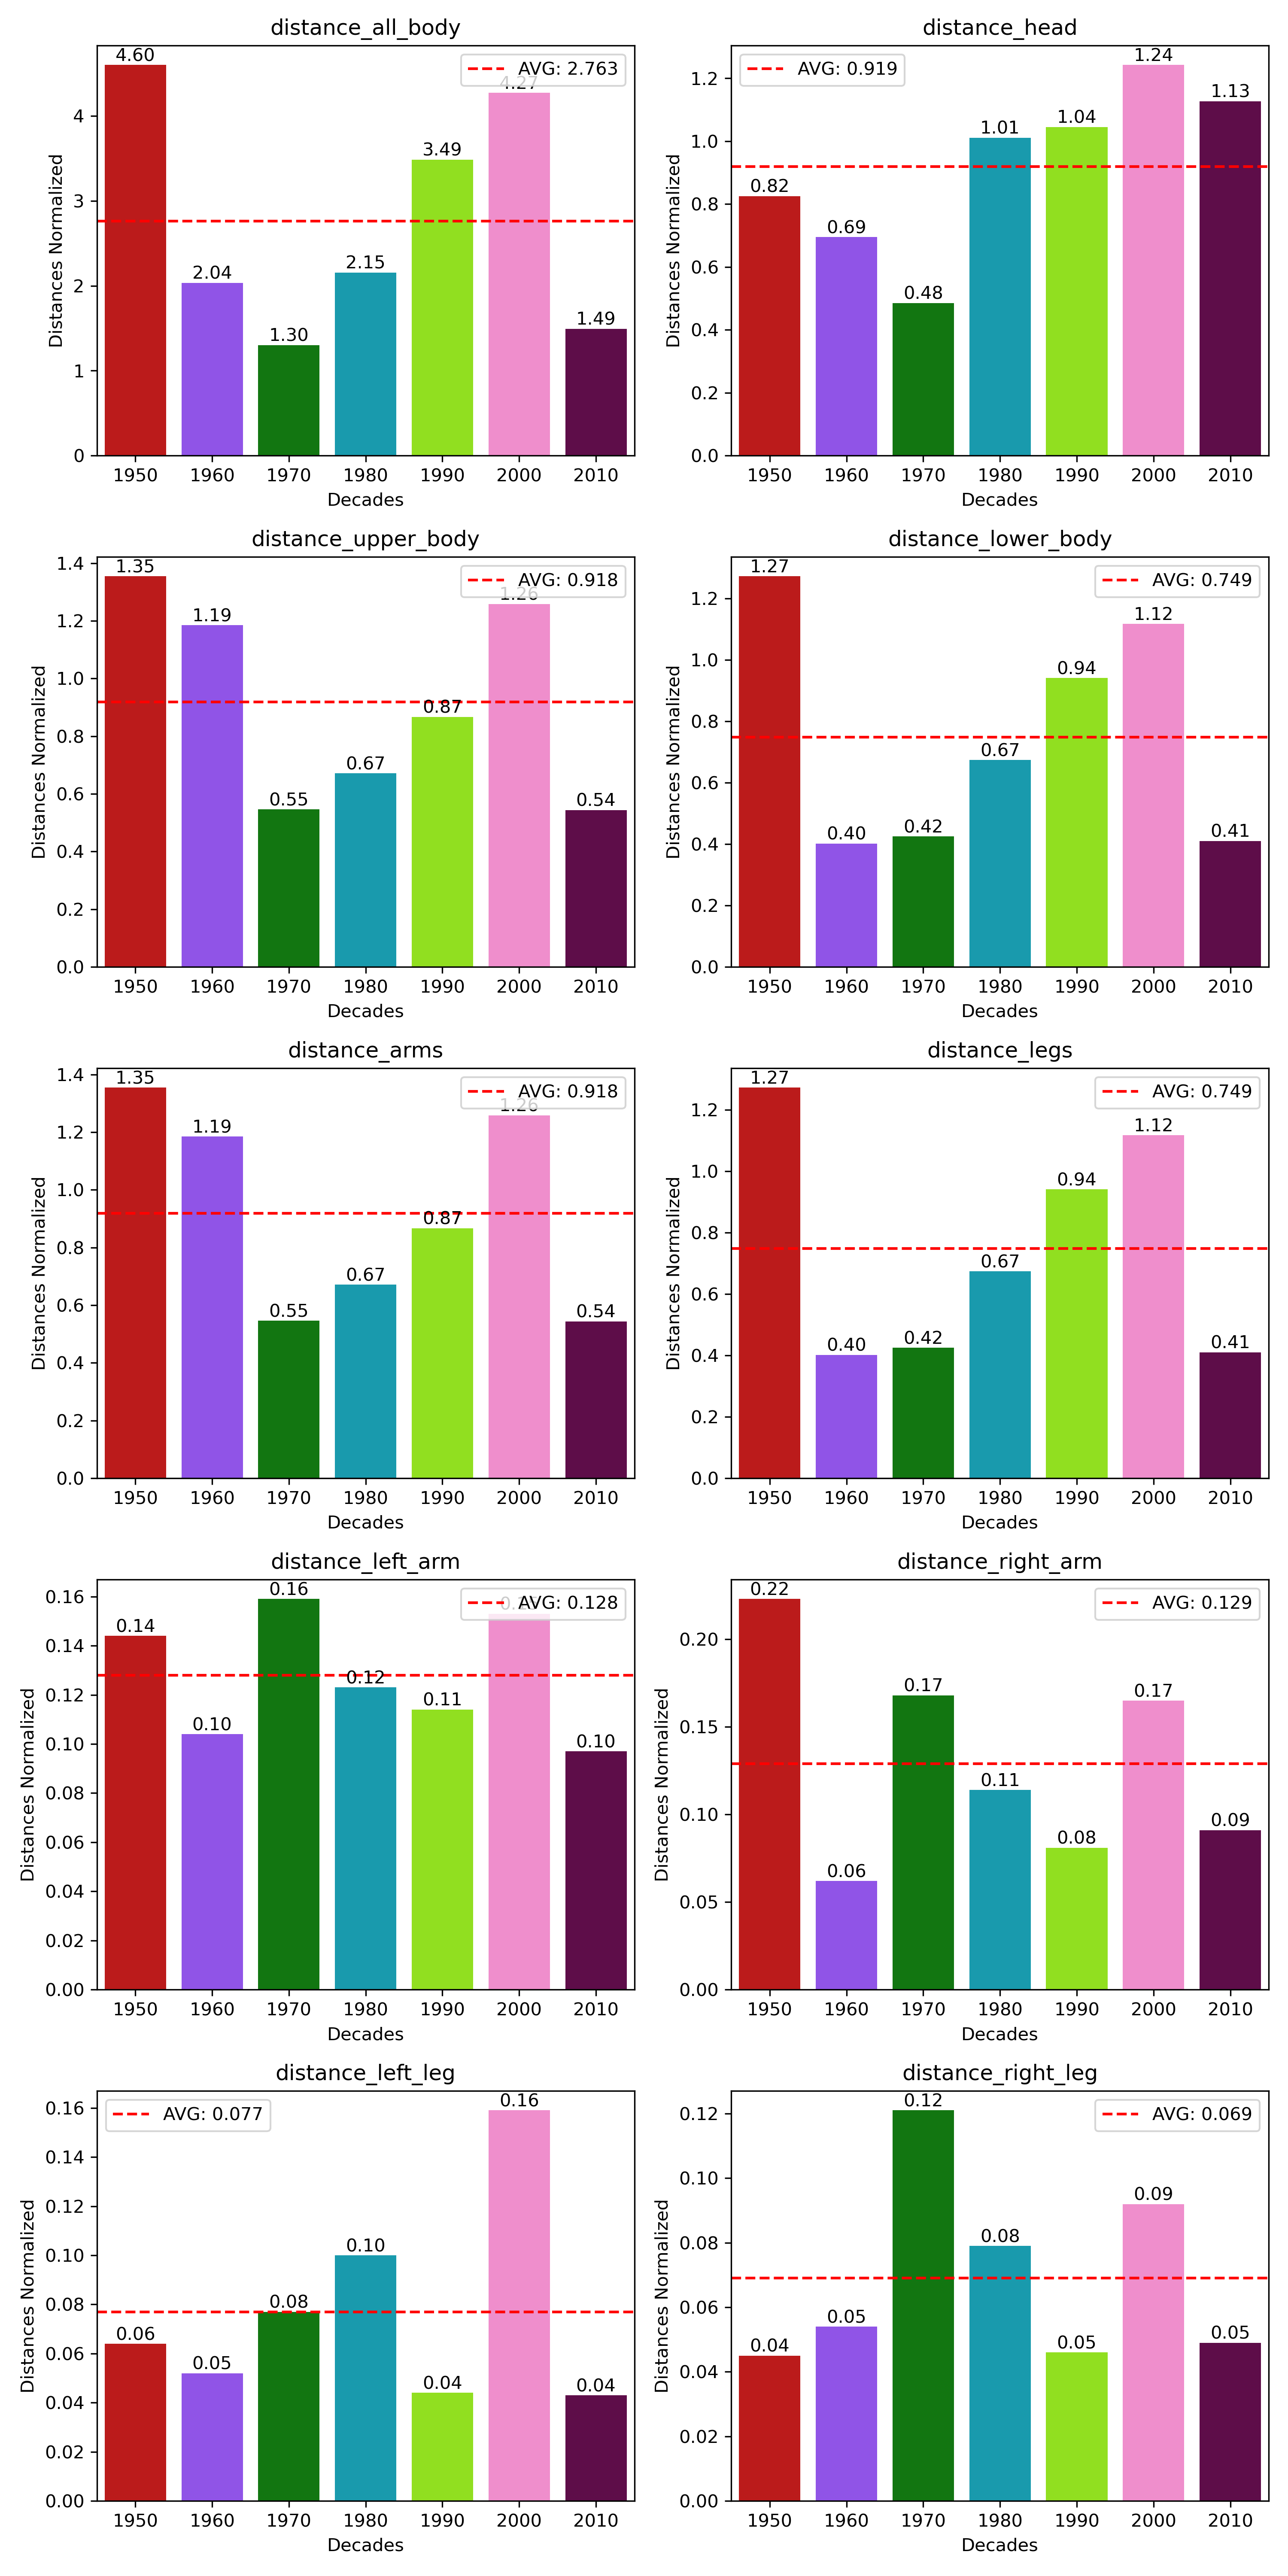 distance_all_body
Distances Normalized
4
3
2
1
0
AVG: 2.763
4.60
2.04
1.30
2.15
3.49
4.27
1.49
1950 1960 1970 1980 1990 2000 2010
Decades
distance_head
Distances Normalized
1.2
1.0
0.8
0.6
0.4
0.2
0.0
AVG: 0.919
0.82
0.69
0.48
1.01
1.04
1.24
1.13
1950 1960 1970 1980 1990 2000 2010
Decades
distance_upper_body
Distances Normalized
1.4
1.2
1.0
0.8
0.6
0.4
0.2
0.0
AVG: 0.918
1.35
1.19
0.55
0.67
0.87
1.26
0.54
1950 1960 1970 1980 1990 2000 2010
Decades
distance_lower_body
Distances Normalized
1.2
1.0
0.8
0.6
0.4
0.2
0.0
AVG: 0.749
1.27
0.40
0.42
0.67
0.94
1.12
0.41
1950 1960 1970 1980 1990 2000 2010
Decades
distance_arms
Distances Normalized
1.4
1.2
1.0
0.8
0.6
0.4
0.2
0.0
AVG: 0.918
1.35
1.19
0.55
0.67
0.87
1.26
0.54
1950 1960 1970 1980 1990 2000 2010
Decades
distance_legs
Distances Normalized
1.2
1.0
0.8
0.6
0.4
0.2
0.0
AVG: 0.749
1.27
0.40
0.42
0.67
0.94
1.12
0.41
1950 1960 1970 1980 1990 2000 2010
Decades
distance_left_arm
Distances Normalized
0.16
0.14
0.12
0.10
0.08
0.06
0.04
0.02
0.00
AVG: 0.128
0.14
0.10
0.16
0.12
0.11
0.10
1950 1960 1970 1980 1990 2000 2010
Decades
distance_right_arm
Distances Normalized
0.20
0.15
0.10
0.05
0.00
AVG: 0.129
0.22
0.06
0.17
0.11
0.08
0.17
0.09
1950 1960 1970 1980 1990 2000 2010
Decades
distance_left_leg
Distances Normalized
0.16
0.14
0.12
0.10
0.08
0.06
0.04
0.02
0.00
AVG: 0.077
0.06
0.05
0.08
0.10
0.04
0.16
0.04
1950 1960 1970 1980 1990 2000 2010
Decades
distance_right_leg
Distances Normalized
0.12
0.10
0.08
0.06
0.04
0.02
0.00
AVG: 0.069
0.04
0.05
0.12
0.08
0.05
0.09
0.05
1950 1960 1970 1980 1990 2000 2010
Decades